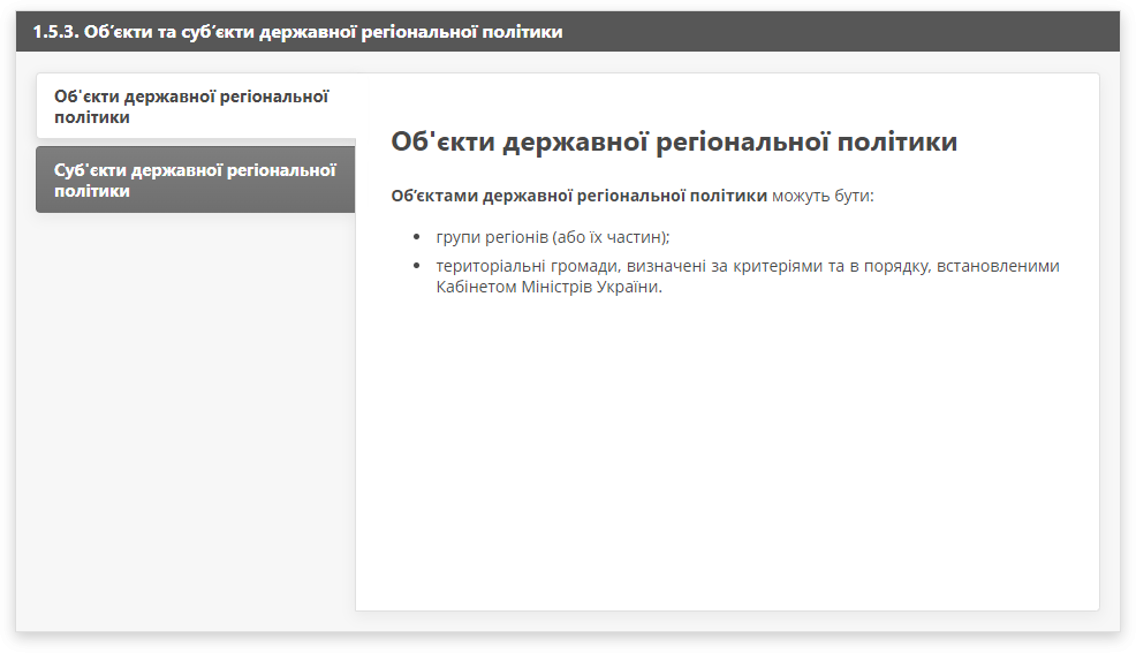 1.5.3. Об’єкти та суб’єкти державної регіональної політики
Об'єкти державної регіональної
політики
Суб'єкти державної регіональної
політики
Об'єкти державної регіональної політики
Об’єктами державної регіональної політики можуть бути:
• групи регіонів (або їх частин);
• територіальні громади, визначені за критеріями та в порядку, встановленими
Кабінетом Міністрів України.